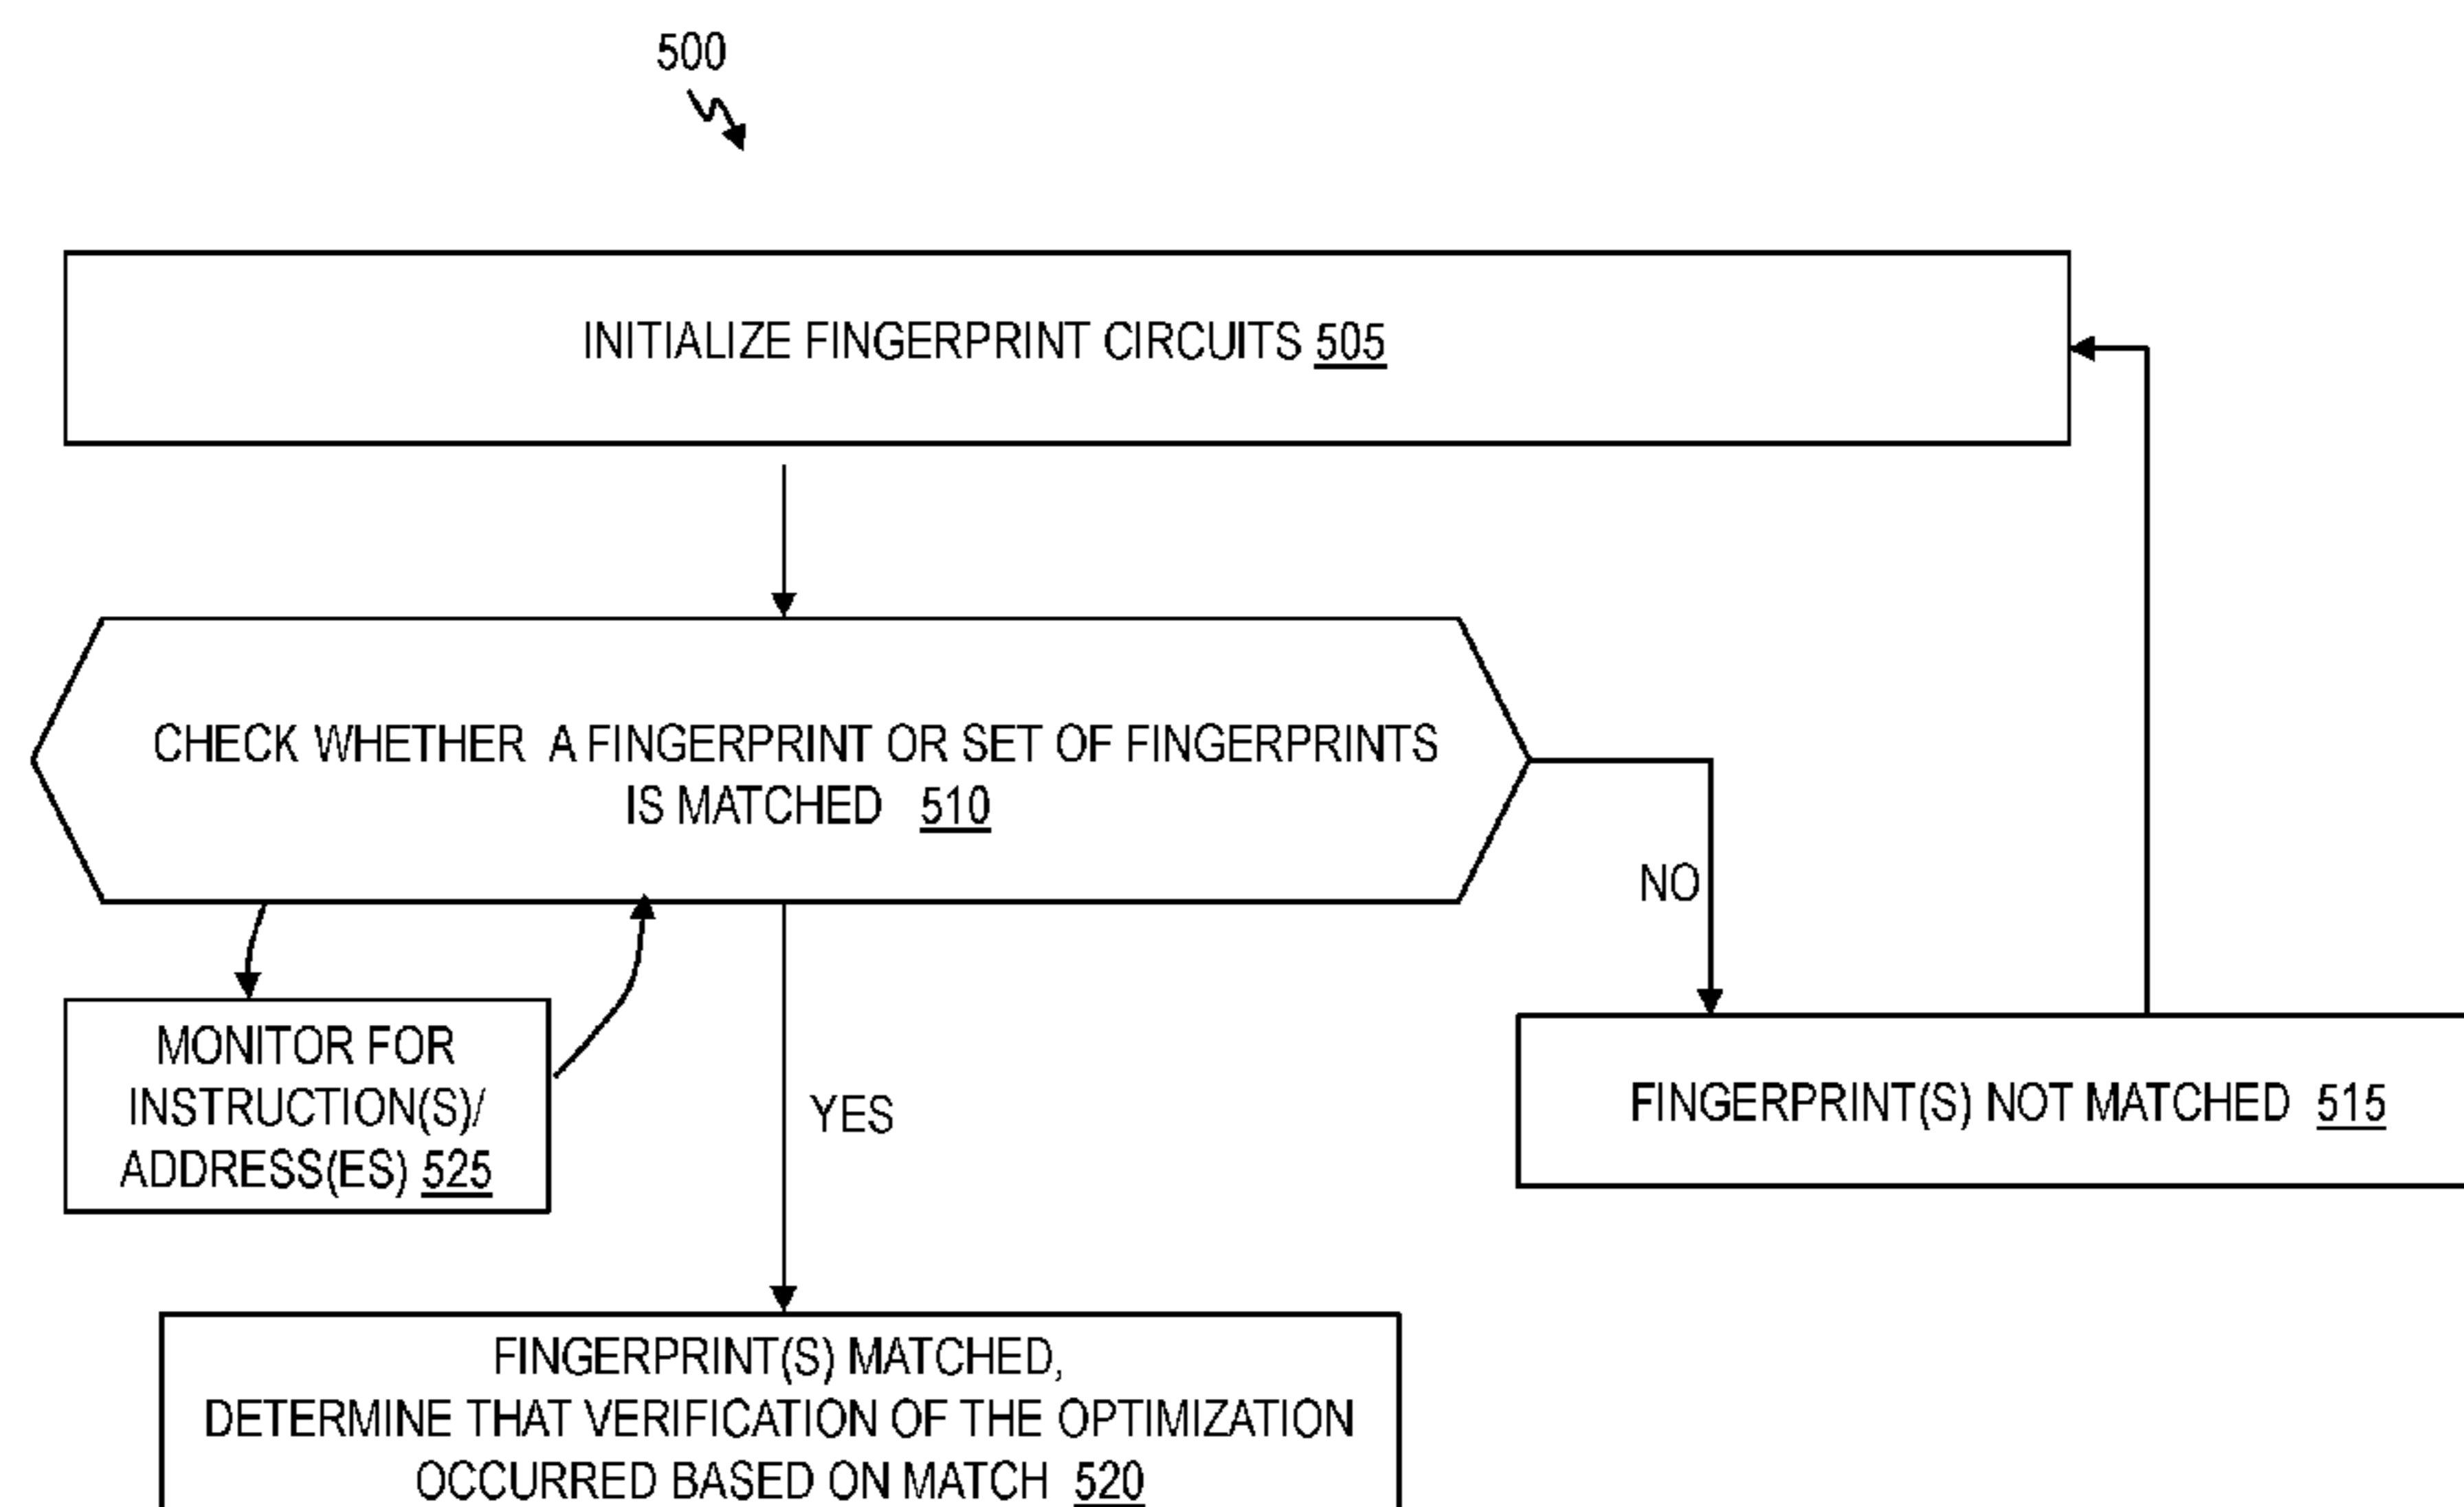 500
INITIALIZE FINGERPRINT CIRCUITS 505
CHECK WHETHER A FINGERPRINT OR SET OF FINGERPRINTS
IS MATCHED 510
NO
MONITOR FOR
INSTRUCTION(S)/
ADDRESS(ES) 525
YES
FINGERPRINT(S) NOT MATCHED 515
FINGERPRINT(S) MATCHED,
DETERMINE THAT VERIFICATION OF THE OPTIMIZATION
OCCURRED BASED ON MATCH 520